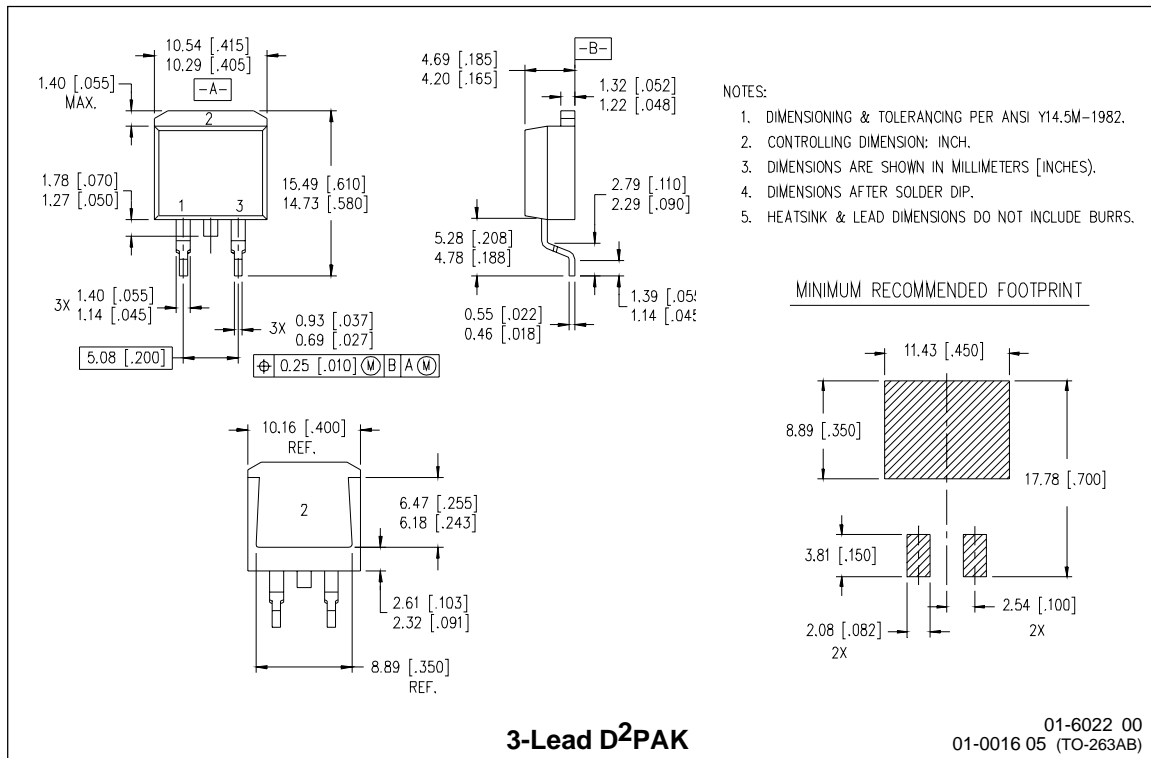 10.54 [.415]
10.29 [.405]
-A-
1.40 [.055]
MAX.
2
1.78 [.070]
1.27 [.050]
1 3
15.49 [.610]
14.73 [.580]
3X 1.40 [.055]
1.14 [.045]
3X 0.93 [.037]
0.69 [.027]
5.08 [.200]
⌖ 0.25 [.010] Ⓜ B A Ⓜ
-B-
4.69 [.185]
4.20 [.165]
1.32 [.052]
1.22 [.048]
2.79 [.110]
2.29 [.090]
5.28 [.208]
4.78 [.188]
0.55 [.022]
0.46 [.018]
1.39 [.055
1.14 [.045
NOTES:
1. DIMENSIONING & TOLERANCING PER ANSI Y14.5M-1982.
2. CONTROLLING DIMENSION: INCH.
3. DIMENSIONS ARE SHOWN IN MILLIMETERS [INCHES].
4. DIMENSIONS AFTER SOLDER DIP.
5. HEATSINK & LEAD DIMENSIONS DO NOT INCLUDE BURRS.
10.16 [.400]
REF.
2
6.47 [.255]
6.18 [.243]
2.61 [.103]
2.32 [.091]
8.89 [.350]
REF.
MINIMUM RECOMMENDED FOOTPRINT
11.43 [.450]
8.89 [.350]
17.78 [.700]
3.81 [.150]
2.08 [.082]
2X
2.54 [.100]
2X
3-Lead D²PAK
01-6022 00
01-0016 05 (TO-263AB)